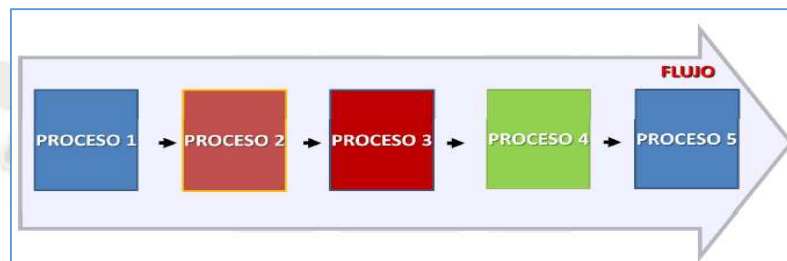 FLUJO
PROCESO 1
PROCESO 2
PROCESO 3
PROCESO 4
PROCESO 5